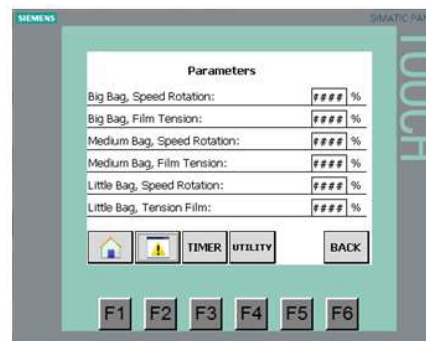 SIEMENS
SIMATIC PAN
TOUCH
Parameters
Big Bag, Speed Rotation: #### %
Big Bag, Film Tension: #### %
Medium Bag, Speed Rotation: #### %
Medium Bag, Film Tension: #### %
Little Bag, Speed Rotation: #### %
Little Bag, Tension Film: #### %
TIMER UTILITY BACK
F1 F2 F3 F4 F5 F6